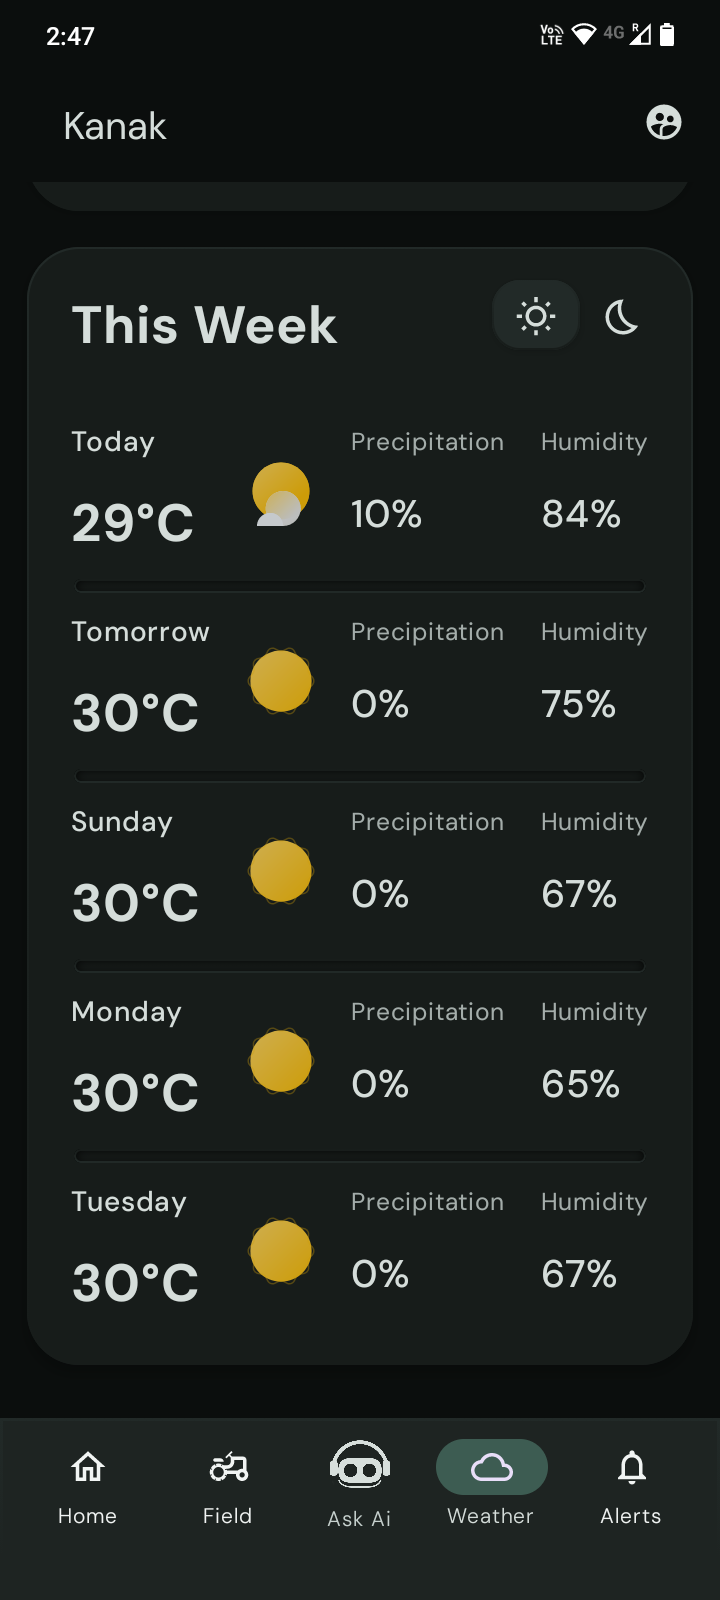 2:47
Vo LTE 4G R
Kanak
This Week
Today Precipitation Humidity
29°C 10% 84%
Tomorrow Precipitation Humidity
30°C 0% 75%
Sunday Precipitation Humidity
30°C 0% 67%
Monday Precipitation Humidity
30°C 0% 65%
Tuesday Precipitation Humidity
30°C 0% 67%
Home Field Ask Ai Weather Alerts